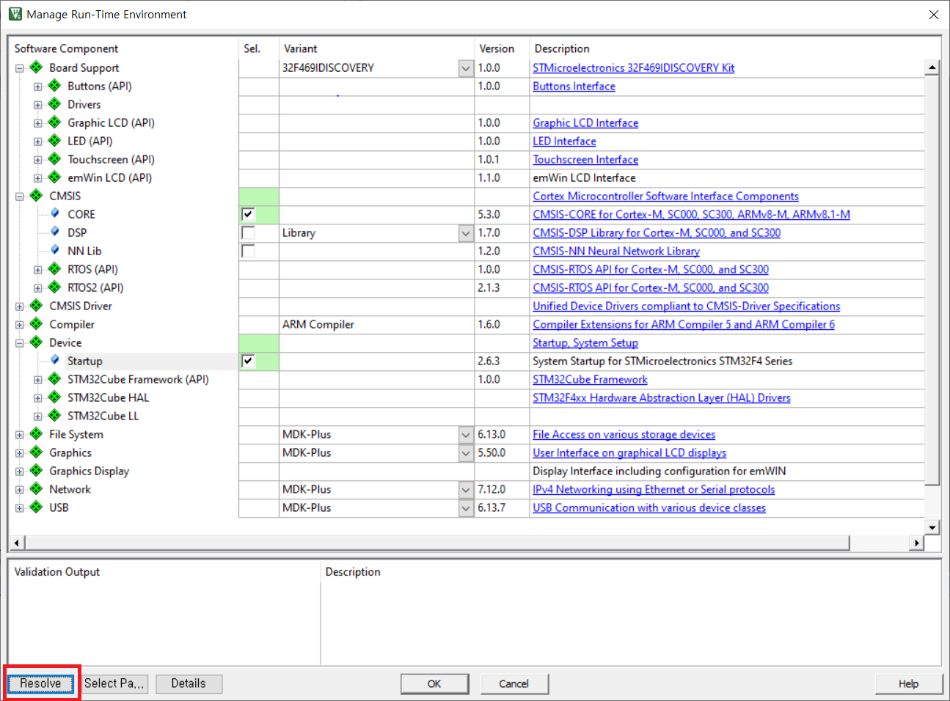 Manage Run-Time Environment
Software Component Sel. Variant Version Description
Board Support 32F469IDISCOVERY 1.0.0 STMicroelectronics 32F469IDISCOVERY Kit
Buttons (API) 1.0.0 Buttons Interface
Drivers
Graphic LCD (API) 1.0.0 Graphic LCD Interface
LED (API) 1.0.0 LED Interface
Touchscreen (API) 1.0.1 Touchscreen Interface
emWin LCD (API) 1.1.0 emWin LCD Interface
CMSIS Cortex Microcontroller Software Interface Components
CORE 5.3.0 CMSIS-CORE for Cortex-M, SC000, SC300, ARMv8-M, ARMv8.1-M
DSP Library 1.7.0 CMSIS-DSP Library for Cortex-M, SC000, and SC300
NN Lib 1.2.0 CMSIS-NN Neural Network Library
RTOS (API) 1.0.0 CMSIS-RTOS API for Cortex-M, SC000, and SC300
RTOS2 (API) 2.1.3 CMSIS-RTOS API for Cortex-M, SC000, and SC300
CMSIS Driver Unified Device Drivers compliant to CMSIS-Driver Specifications
Compiler ARM Compiler 1.6.0 Compiler Extensions for ARM Compiler 5 and ARM Compiler 6
Device Startup, System Setup
Startup 2.6.3 System Startup for STMicroelectronics STM32F4 Series
STM32Cube Framework (API) 1.0.0 STM32Cube Framework
STM32Cube HAL STM32F4xx Hardware Abstraction Layer (HAL) Drivers
STM32Cube LL
File System MDK-Plus 6.13.0 File Access on various storage devices
Graphics MDK-Plus 5.50.0 User Interface on graphical LCD displays
Graphics Display Display Interface including configuration for emWIN
Network MDK-Plus 7.12.0 IPv4 Networking using Ethernet or Serial protocols
USB MDK-Plus 6.13.7 USB Communication with various device classes
Validation Output Description
Resolve Select Pa... Details OK Cancel Help